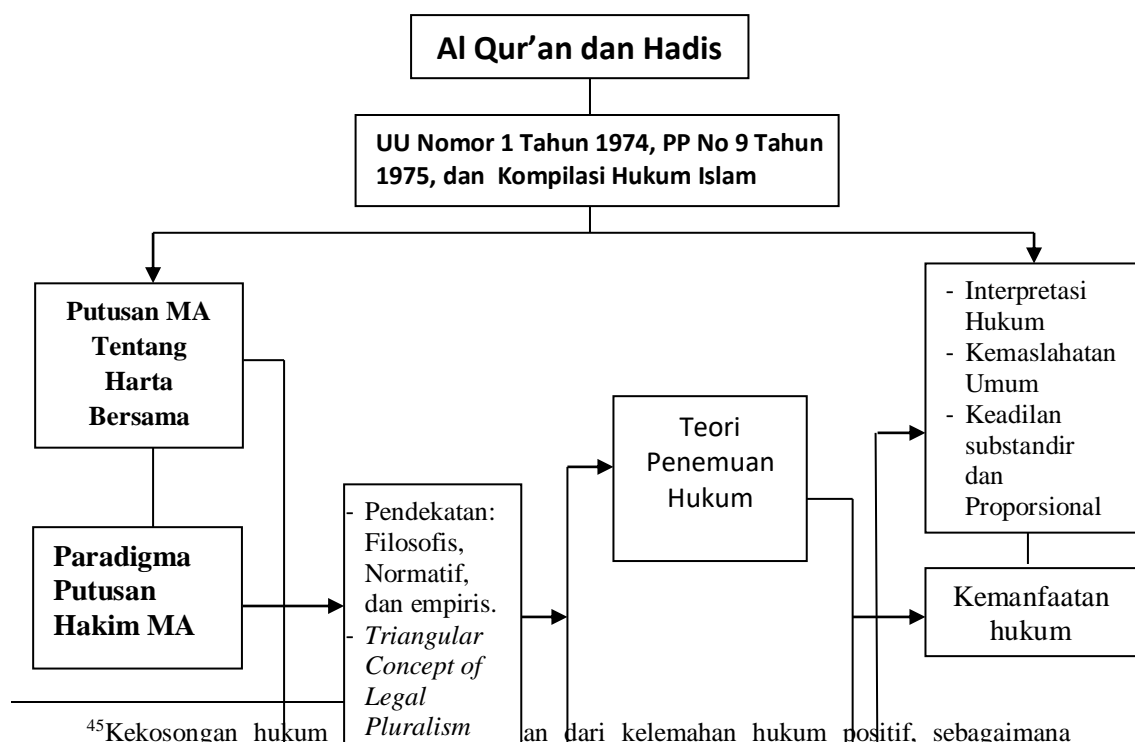 Al Qur’an dan Hadis
UU Nomor 1 Tahun 1974, PP No 9 Tahun
1975, dan Kompilasi Hukum Islam
Putusan MA
Tentang
Harta
Bersama
Paradigma
Putusan
Hakim MA
- Pendekatan:
Filosofis,
Normatif,
dan empiris.
- Triangular
Concept of
Legal
Pluralism
Teori
Penemuan
Hukum
- Interpretasi
Hukum
- Kemaslahatan
Umum
- Keadilan
substandir
dan
Proporsional
Kemanfaatan
hukum
45Kekosongan hukum an dari kelemahan hukum positif, sebagaimana